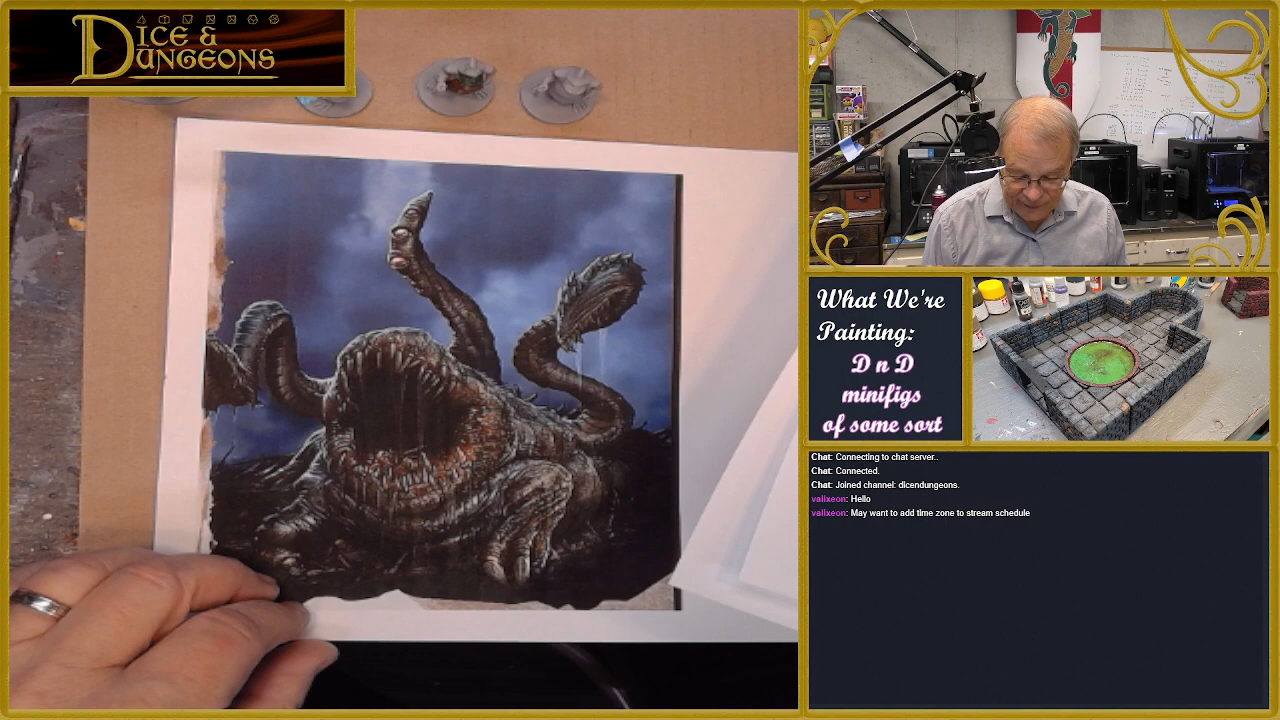 DICE &
DUNGEONS
What We're
Painting:
D n D
minifigs
of some sort
Chat: Connecting to chat server..
Chat: Connected.
Chat: Joined channel: dicendungeons.
valixeon: Hello
valixeon: May want to add time zone to stream schedule